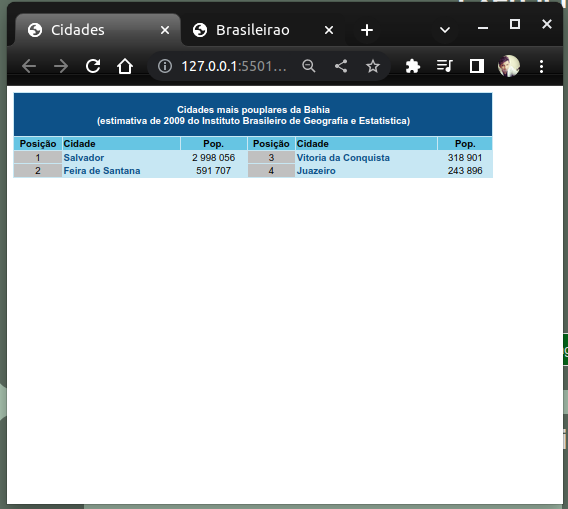 Cidades
Brasileirao
127.0.0.1:5501...
Cidades mais pouplares da Bahia
(estimativa de 2009 do Instituto Brasileiro de Geografia e Estatistica)
Posição Cidade Pop. Posição Cidade Pop.
1 Salvador 2 998 056 3 Vitoria da Conquista 318 901
2 Feira de Santana 591 707 4 Juazeiro 243 896